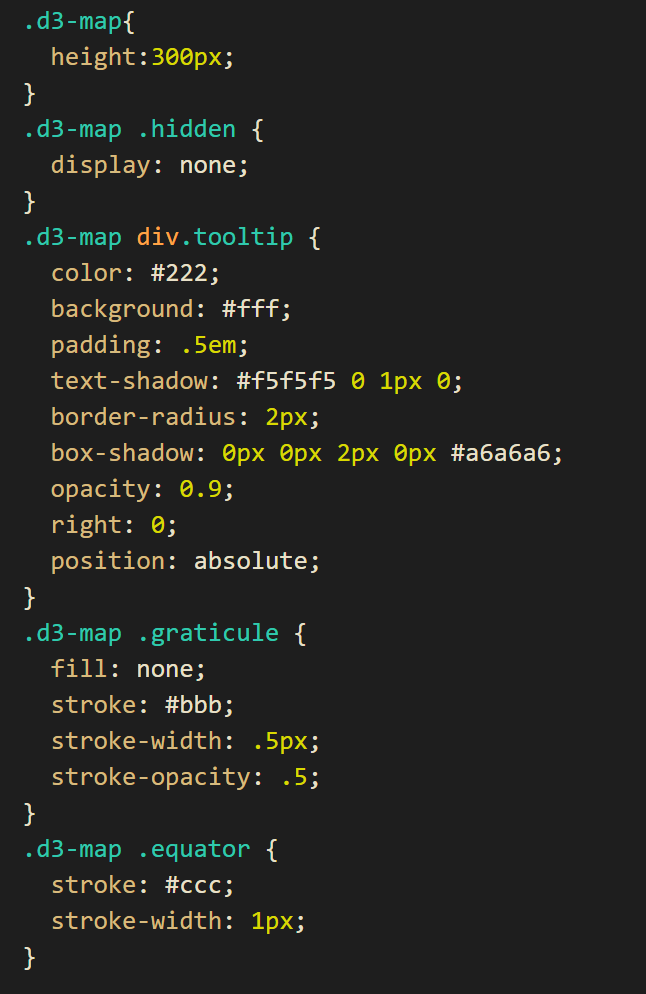 .d3-map{
  height:300px;
}
.d3-map .hidden {
  display: none;
}
.d3-map div.tooltip {
  color: #222;
  background: #fff;
  padding: .5em;
  text-shadow: #f5f5f5 0 1px 0;
  border-radius: 2px;
  box-shadow: 0px 0px 2px 0px #a6a6a6;
  opacity: 0.9;
  right: 0;
  position: absolute;
}
.d3-map .graticule {
  fill: none;
  stroke: #bbb;
  stroke-width: .5px;
  stroke-opacity: .5;
}
.d3-map .equator {
  stroke: #ccc;
  stroke-width: 1px;
}